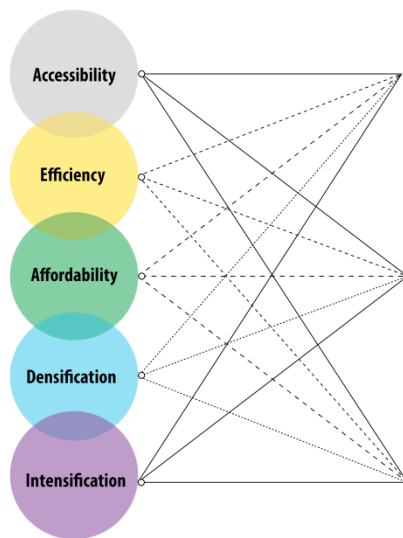 Accessibility
Efficiency
Affordability
Densification
Intensification